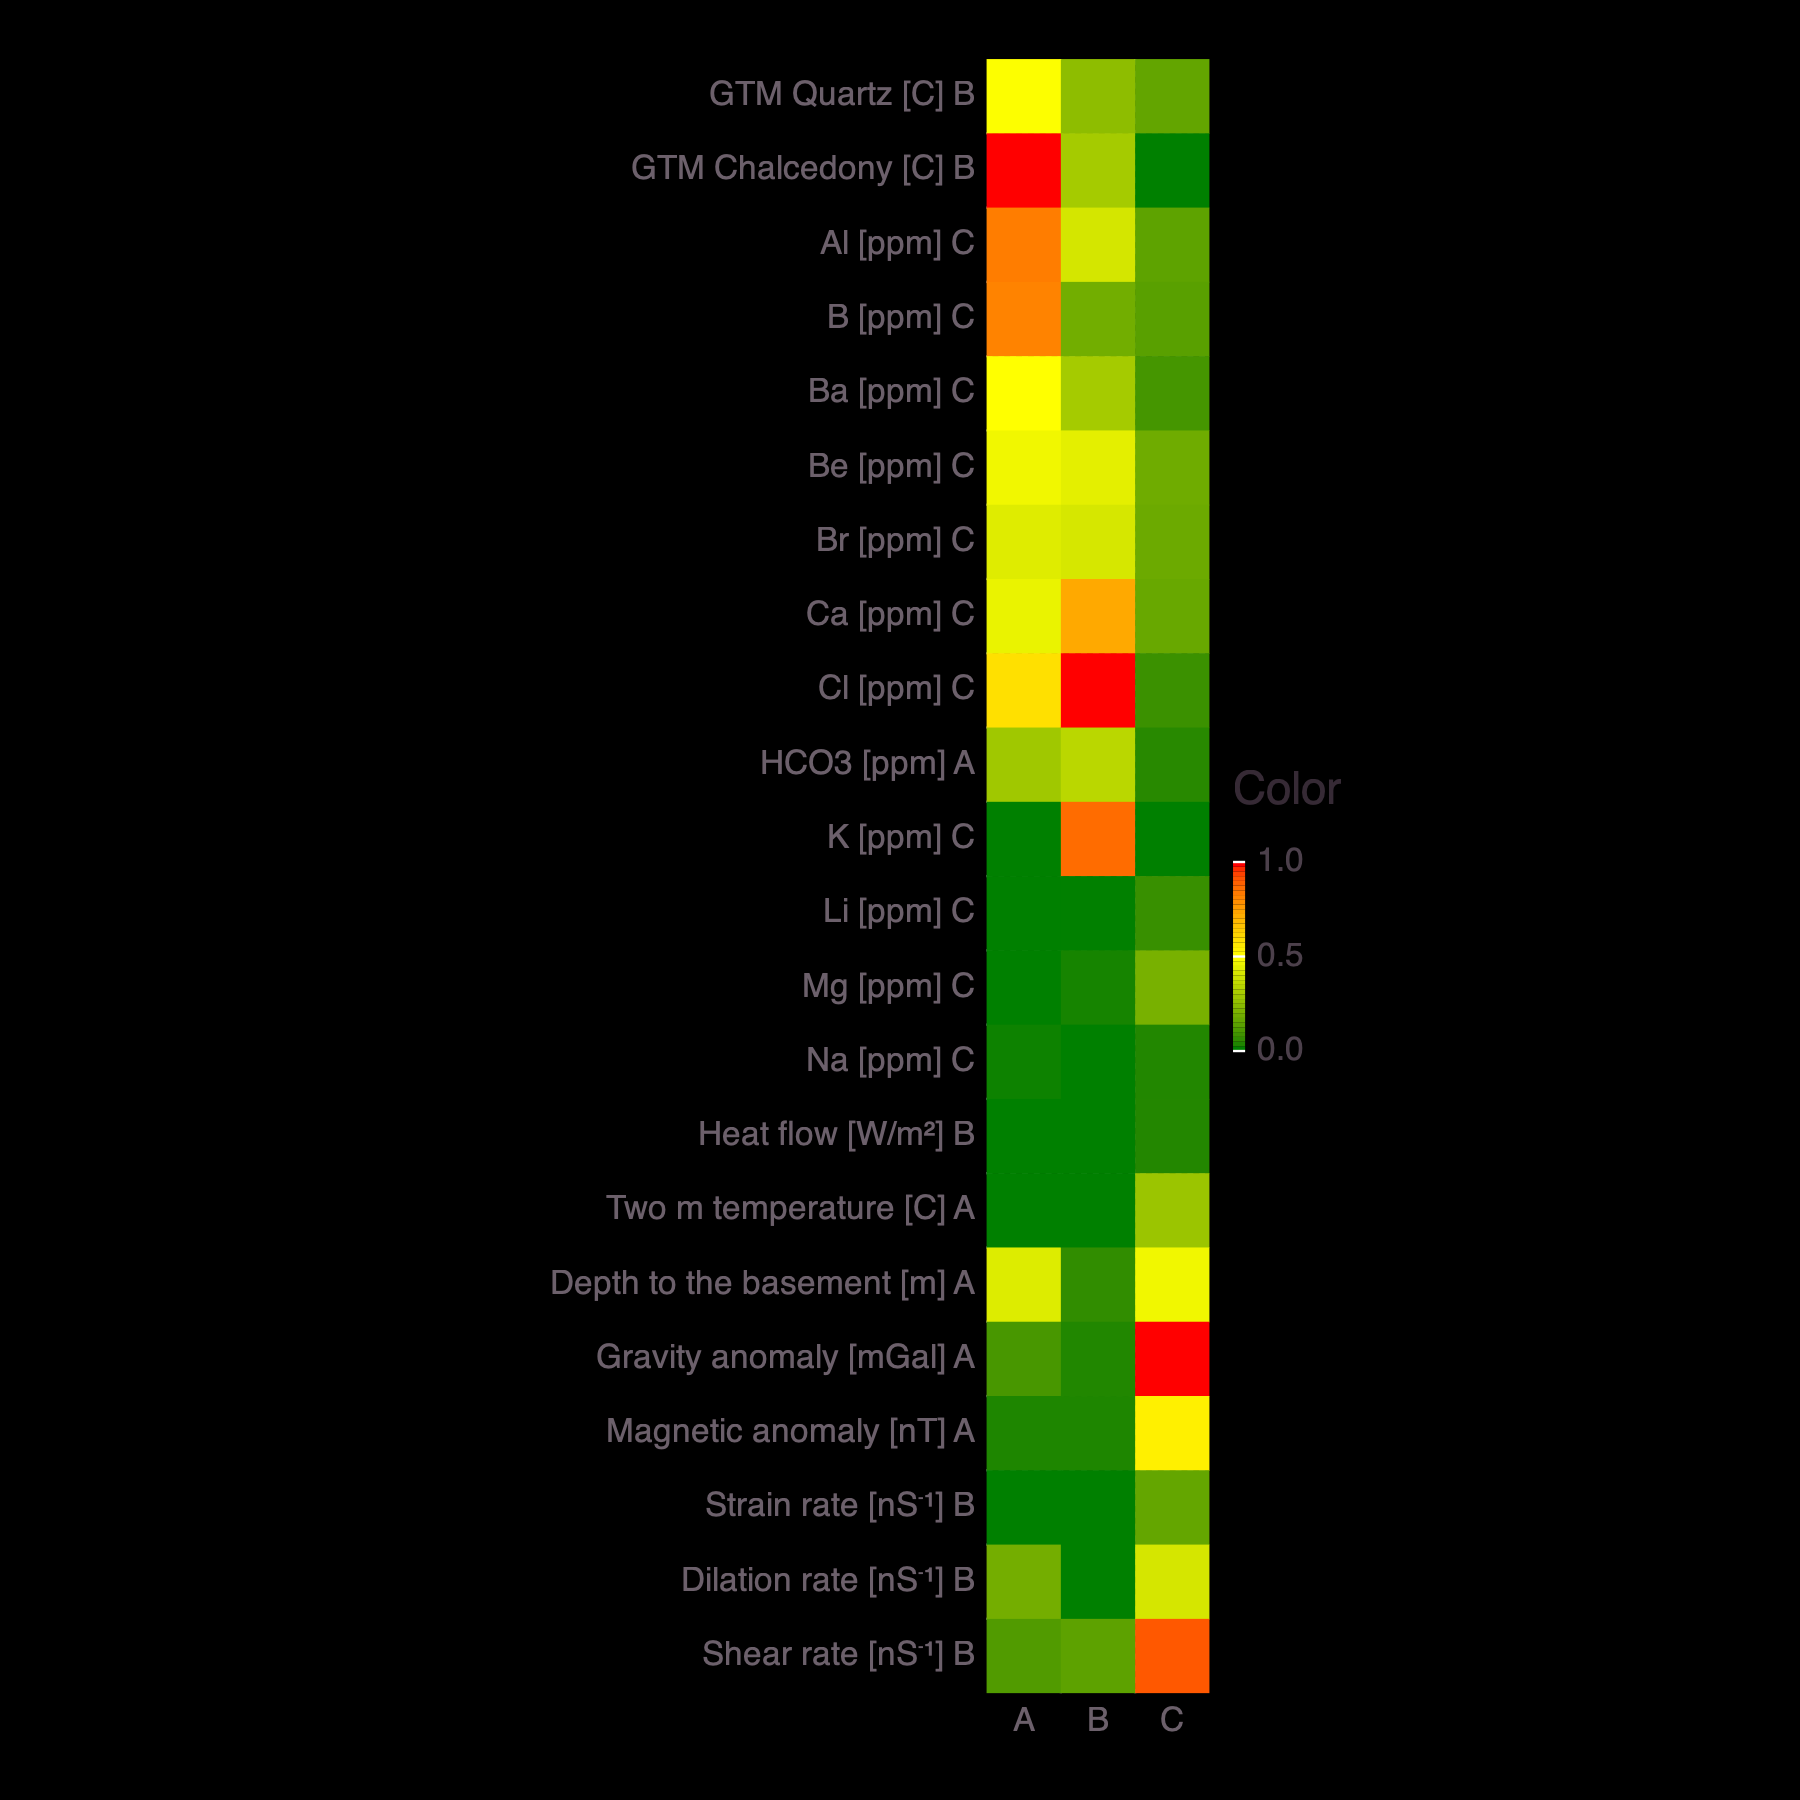 GTM Quartz [C] B
GTM Chalcedony [C] B
Al [ppm] C
B [ppm] C
Ba [ppm] C
Be [ppm] C
Br [ppm] C
Ca [ppm] C
Cl [ppm] C
HCO3 [ppm] A
K [ppm] C
Li [ppm] C
Mg [ppm] C
Na [ppm] C
Heat flow [W/m²] B
Two m temperature [C] A
Depth to the basement [m] A
Gravity anomaly [mGal] A
Magnetic anomaly [nT] A
Strain rate [nS⁻¹] B
Dilation rate [nS⁻¹] B
Shear rate [nS⁻¹] B
A B C
Color
1.0
0.5
0.0